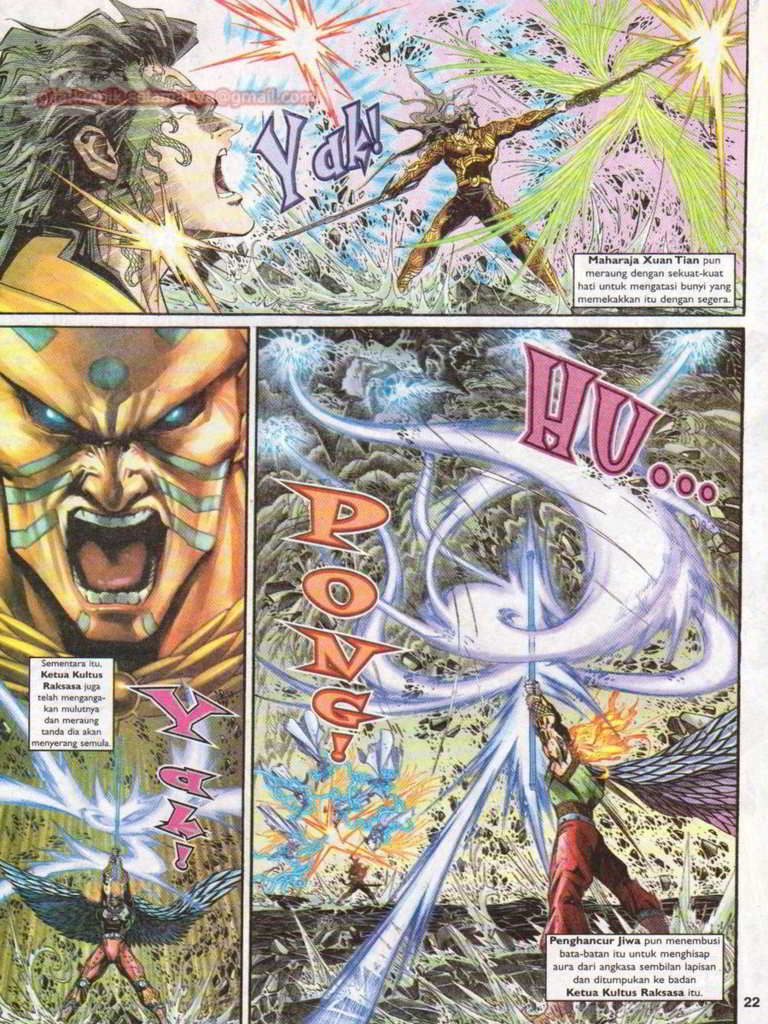 Yak!
Maharaja Xuan Tian pun
meraung dengan sekuat-kuat
hati untuk mengatasi bunyi yang
memekakkan itu dengan segera.
Sementara itu,
Ketua Kultus
Raksasa juga
telah mengangа-
kan mulutnya
dan meraung
tanda dia akan
menyerang semula.
Yak!
HU...
PONG!
Penghancur Jiwa pun menembusi
bata-batan itu untuk menghisap
aura dari angkasa sembilan lapisan
dan ditumpukan ke badan
Ketua Kultus Raksasa itu.
22